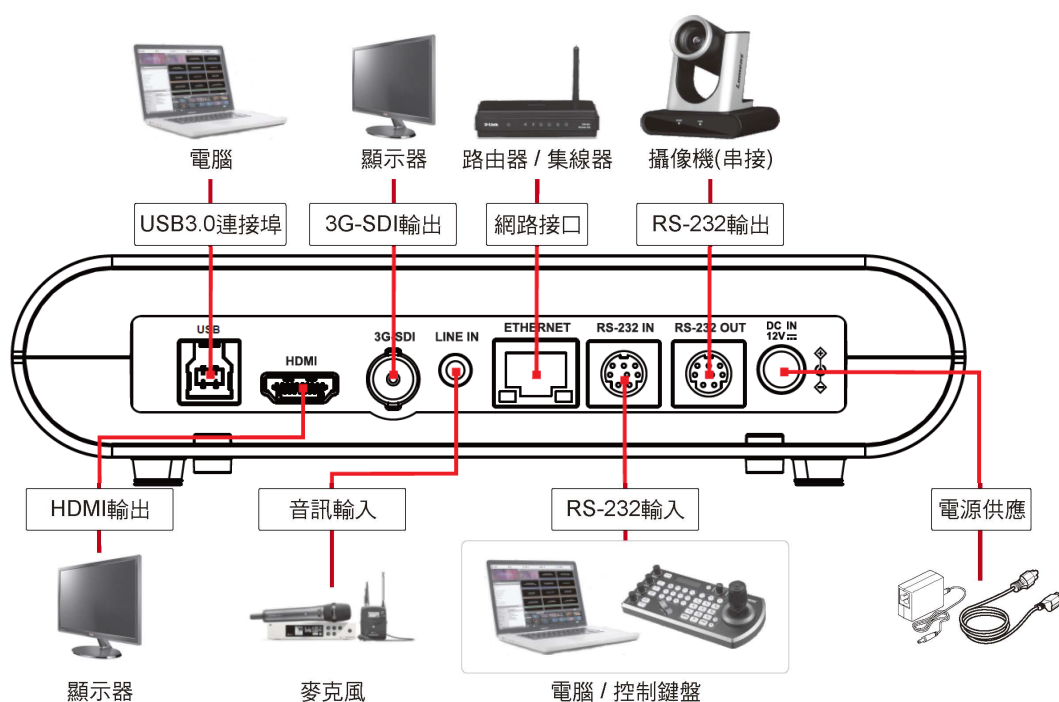 電腦
顯示器
路由器 / 集線器
攝像機(串接)
USB3.0連接埠
3G-SDI輸出
網路接口
RS-232輸出
USB
HDMI
3G-SDI
LINE IN
ETHERNET
RS-232 IN
RS-232 OUT
DC IN
12V
HDMI輸出
音訊輸入
RS-232輸入
電源供應
顯示器
麥克風
電腦 / 控制鍵盤
D-Link
Lumens